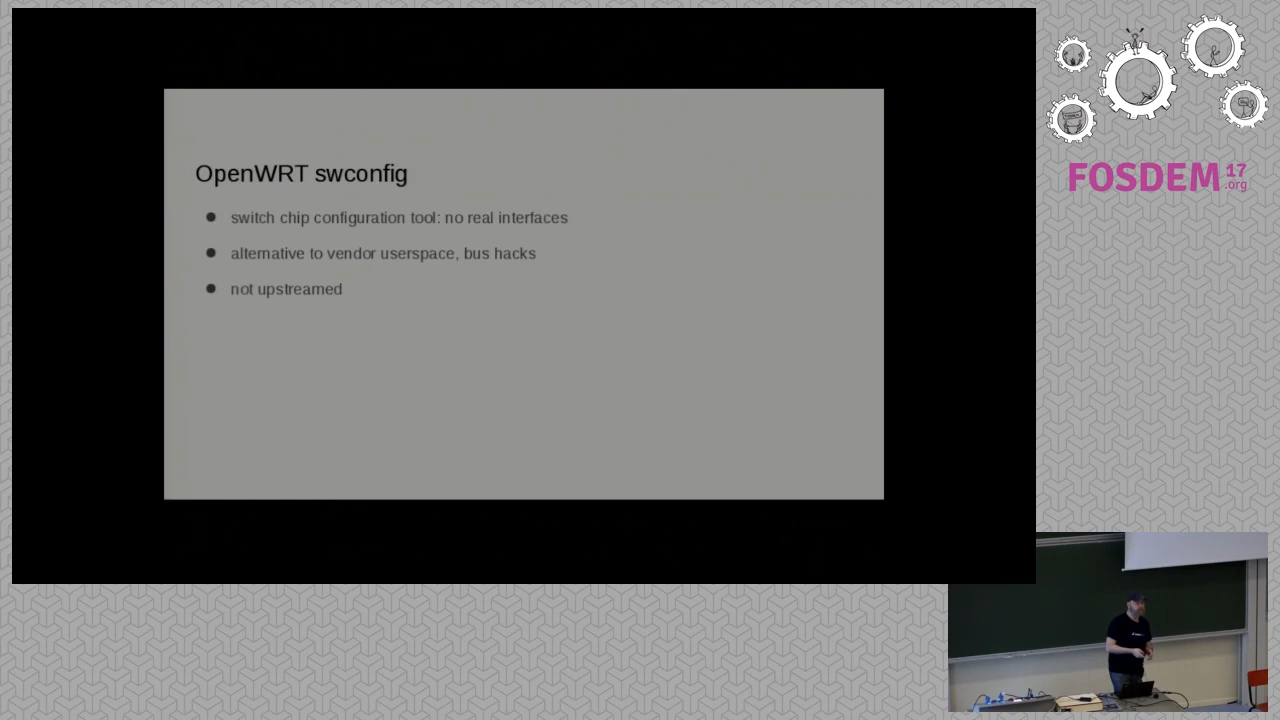 OpenWRT swconfig
switch chip configuration tool: no real interfaces
alternative to vendor userspace, bus hacks
not upstreamed
FOSDEM 17
.org